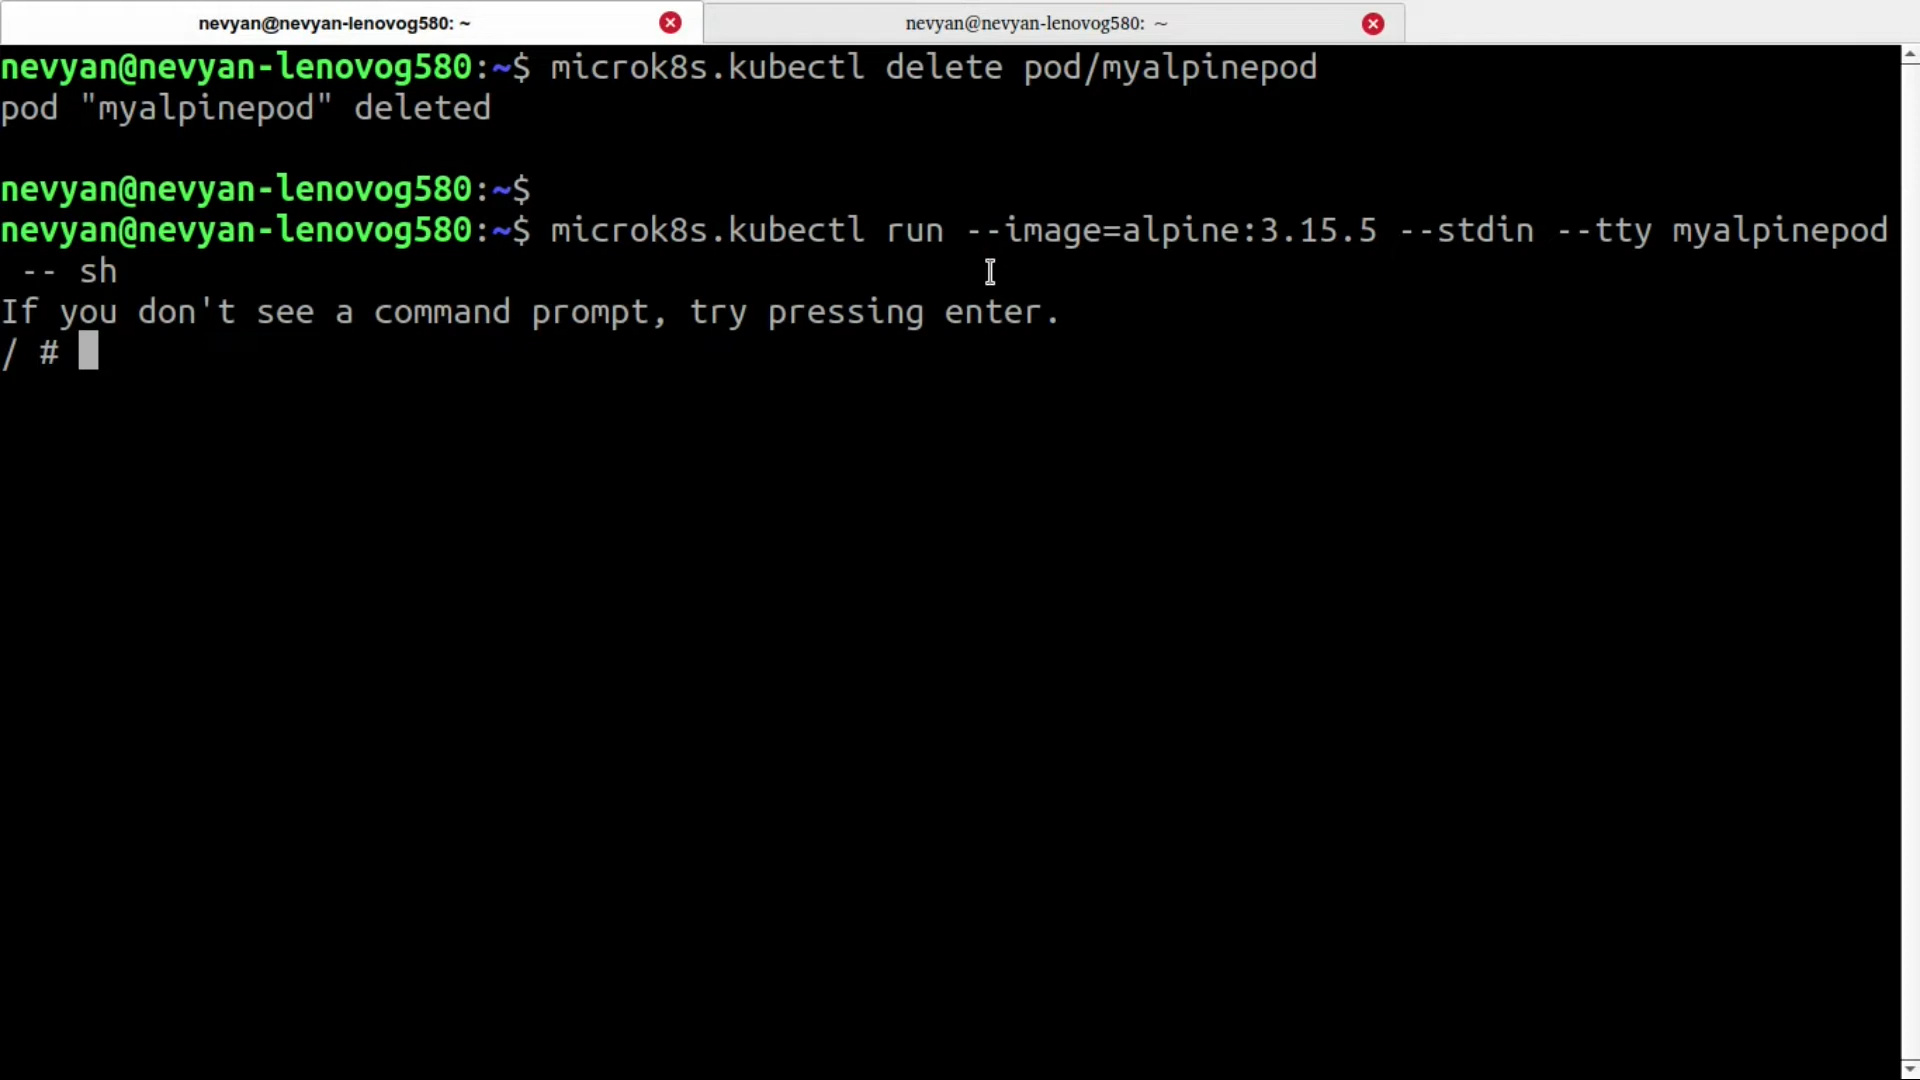 nevyan@nevyan-lenovog580: ~ nevyan@nevyan-lenovog580: ~
nevyan@nevyan-lenovog580:~$ microk8s.kubectl delete pod/myalpinepod
pod "myalpinepod" deleted
nevyan@nevyan-lenovog580:~$
nevyan@nevyan-lenovog580:~$ microk8s.kubectl run --image=alpine:3.15.5 --stdin --tty myalpinepod
 -- sh
If you don't see a command prompt, try pressing enter.
/ #